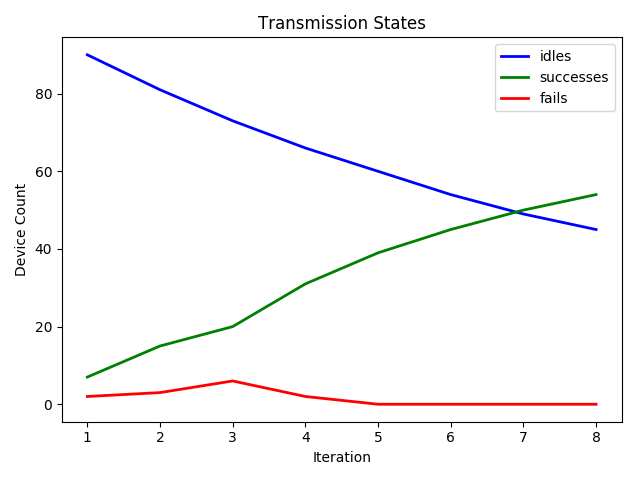 Transmission States
idles
successes
fails
Device Count
80
60
40
20
0
1 2 3 4 5 6 7 8
Iteration